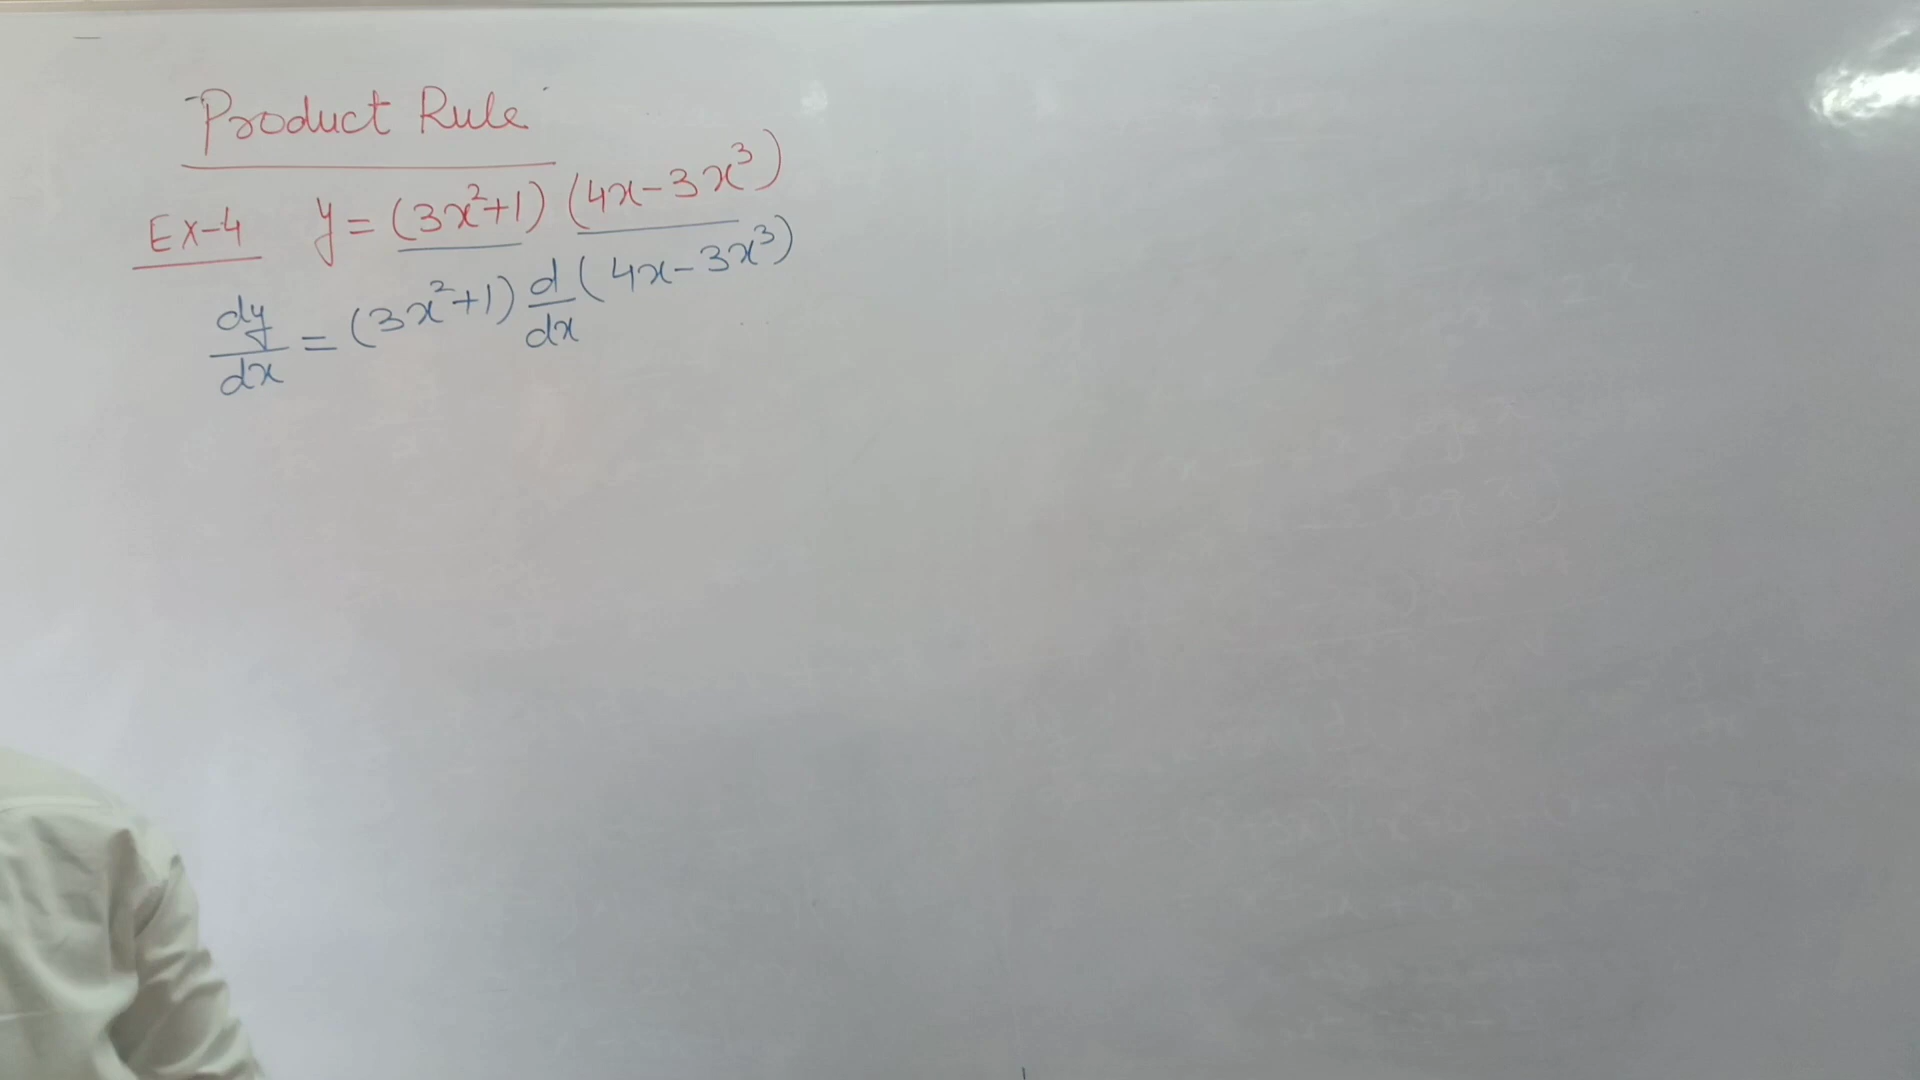 Product Rule
Ex-4 y = (3x²+1) (4x-3x³)
dy/dx = (3x²+1) d/dx (4x-3x³)